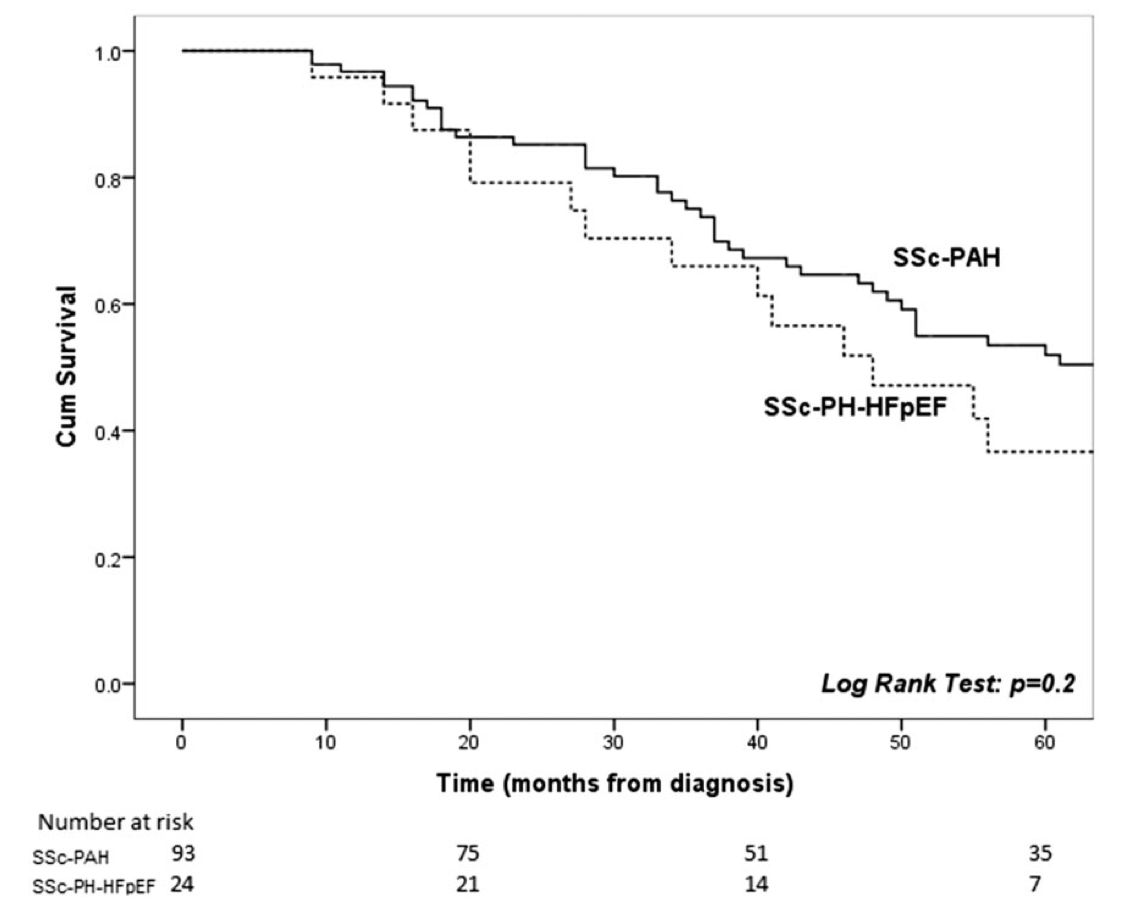 1.0
0.8
0.6
0.4
0.2
0.0
Cum Survival
SSc-PAH
SSc-PH-HFpEF
Log Rank Test: p=0.2
0 10 20 30 40 50 60
Time (months from diagnosis)
Number at risk
SSc-PAH 93 75 51 35
SSc-PH-HFpEF 24 21 14 7